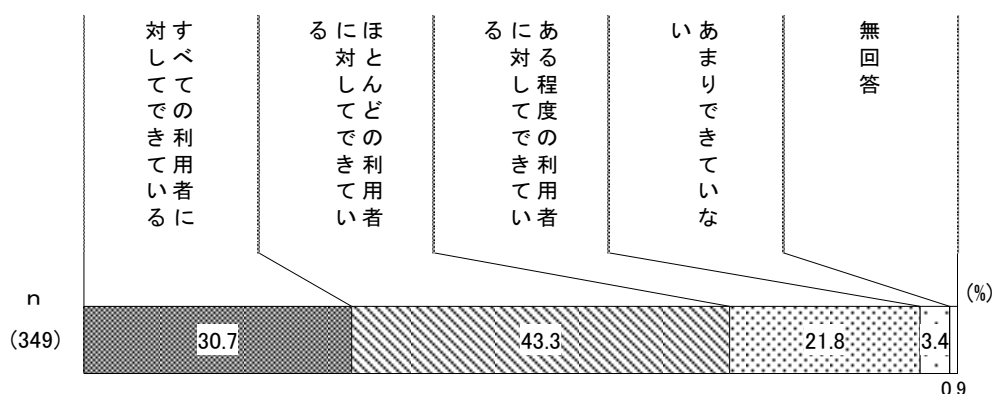 すべての利用者に
対してできている
ほとんどの利用者
に対してできてい
る
ある程度の利用者
に対してできてい
る
あまりできていな
い
無回答
n
(%)
(349)
30.7
43.3
21.8
3.4
0.9